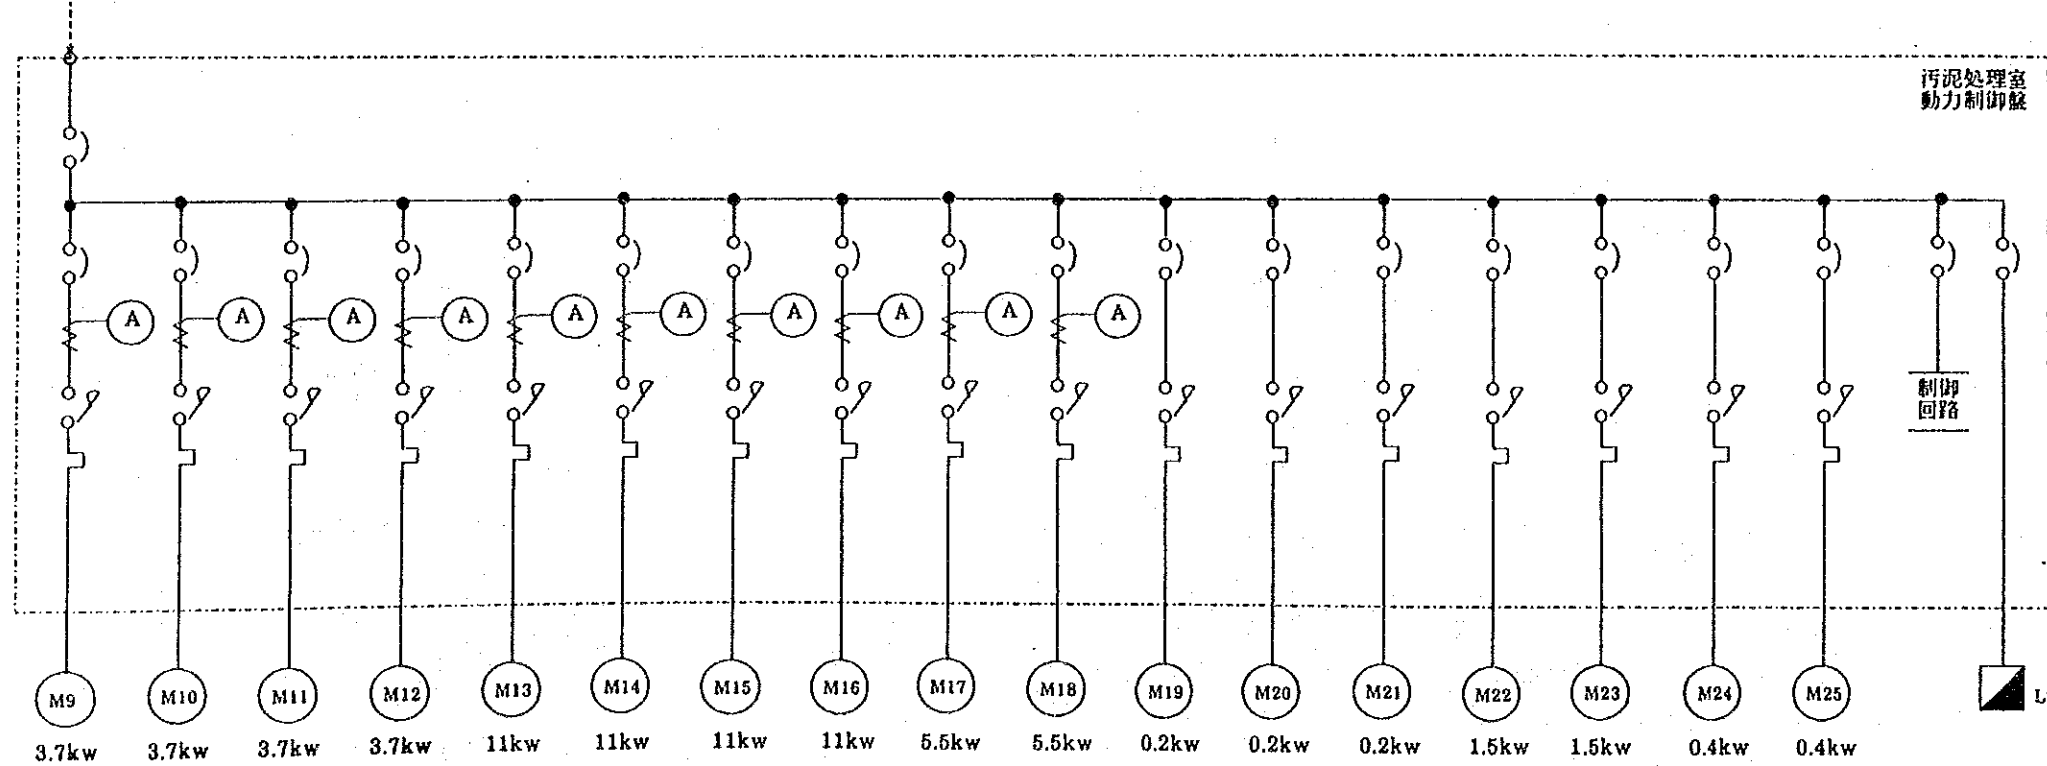 汚泥処理室
動力制御盤
A A A A A A A A A A
制御
回路
M9 M10 M11 M12 M13 M14 M15 M16 M17 M18 M19 M20 M21 M22 M23 M24 M25 L
3.7kw 3.7kw 3.7kw 3.7kw 11kw 11kw 11kw 11kw 5.5kw 5.5kw 0.2kw 0.2kw 0.2kw 1.5kw 1.5kw 0.4kw 0.4kw